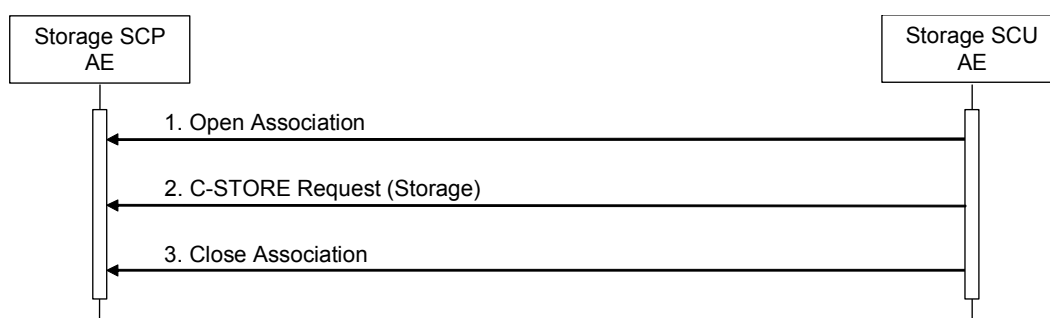 Storage SCP
AE
Storage SCU
AE
1. Open Association
2. C-STORE Request (Storage)
3. Close Association